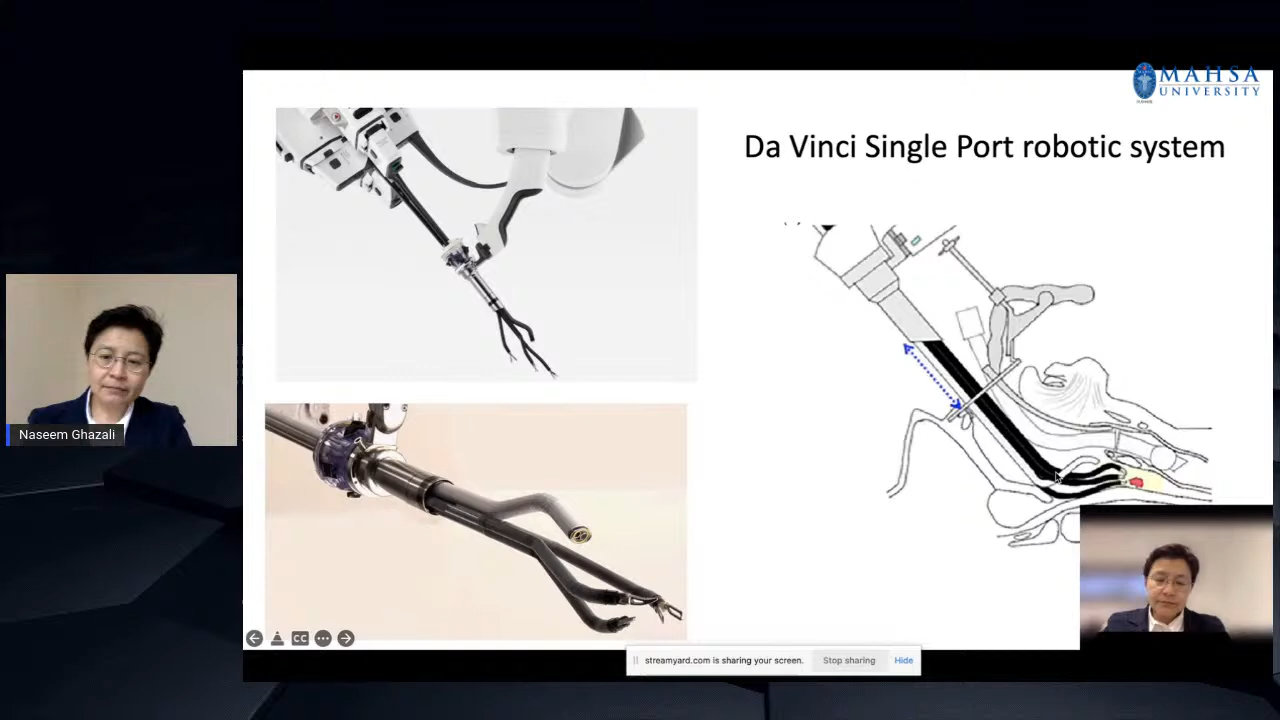 MAHSA
UNIVERSITY
Da Vinci Single Port robotic system
Naseem Ghazali
CC
streamyard.com is sharing your screen.
Stop sharing
Hide